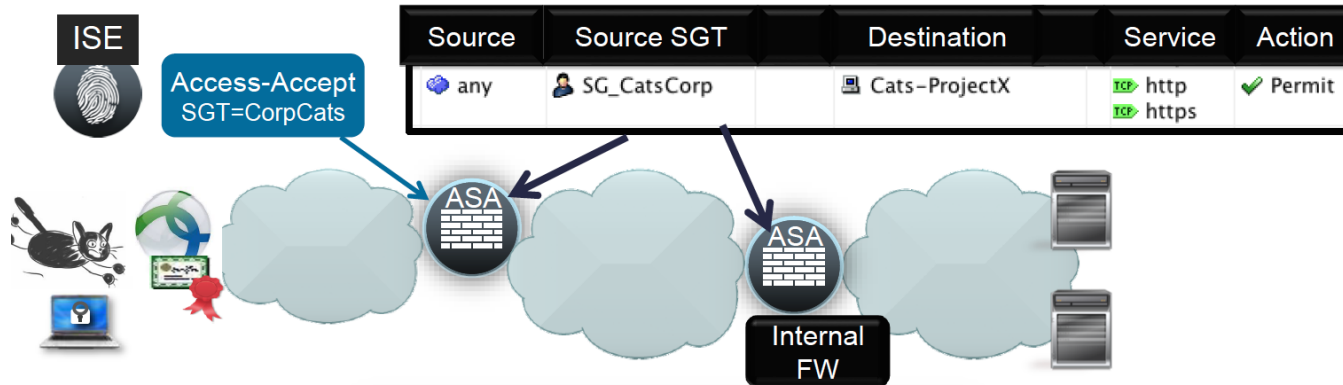 ISE
Access-Accept
SGT=CorpCats
Source Source SGT Destination Service Action
any SG_CatsCorp Cats-ProjectX TCP http Permit
TCP https
ASA
ASA
Internal
FW